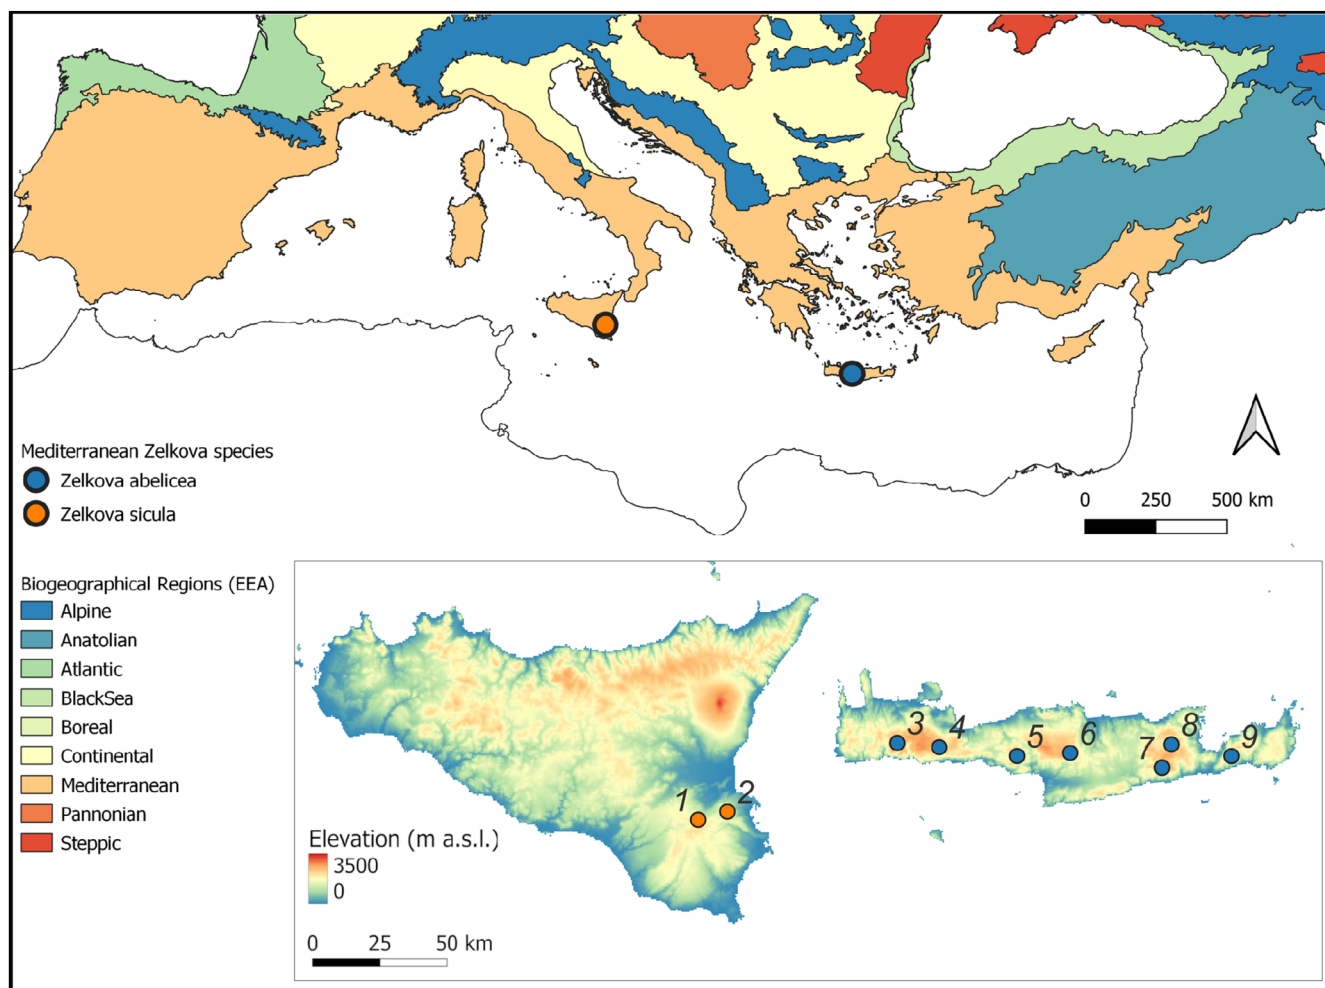 Mediterranean Zelkova species
Zelkova abelicea
Zelkova sicula
0 250 500 km
Biogeographical Regions (EEA)
Alpine
Anatolian
Atlantic
BlackSea
Boreal
Continental
Mediterranean
Pannonian
Steppic
3 4 5 6 7 8 9
1 2
Elevation (m a.s.l.)
3500
0
0 25 50 km